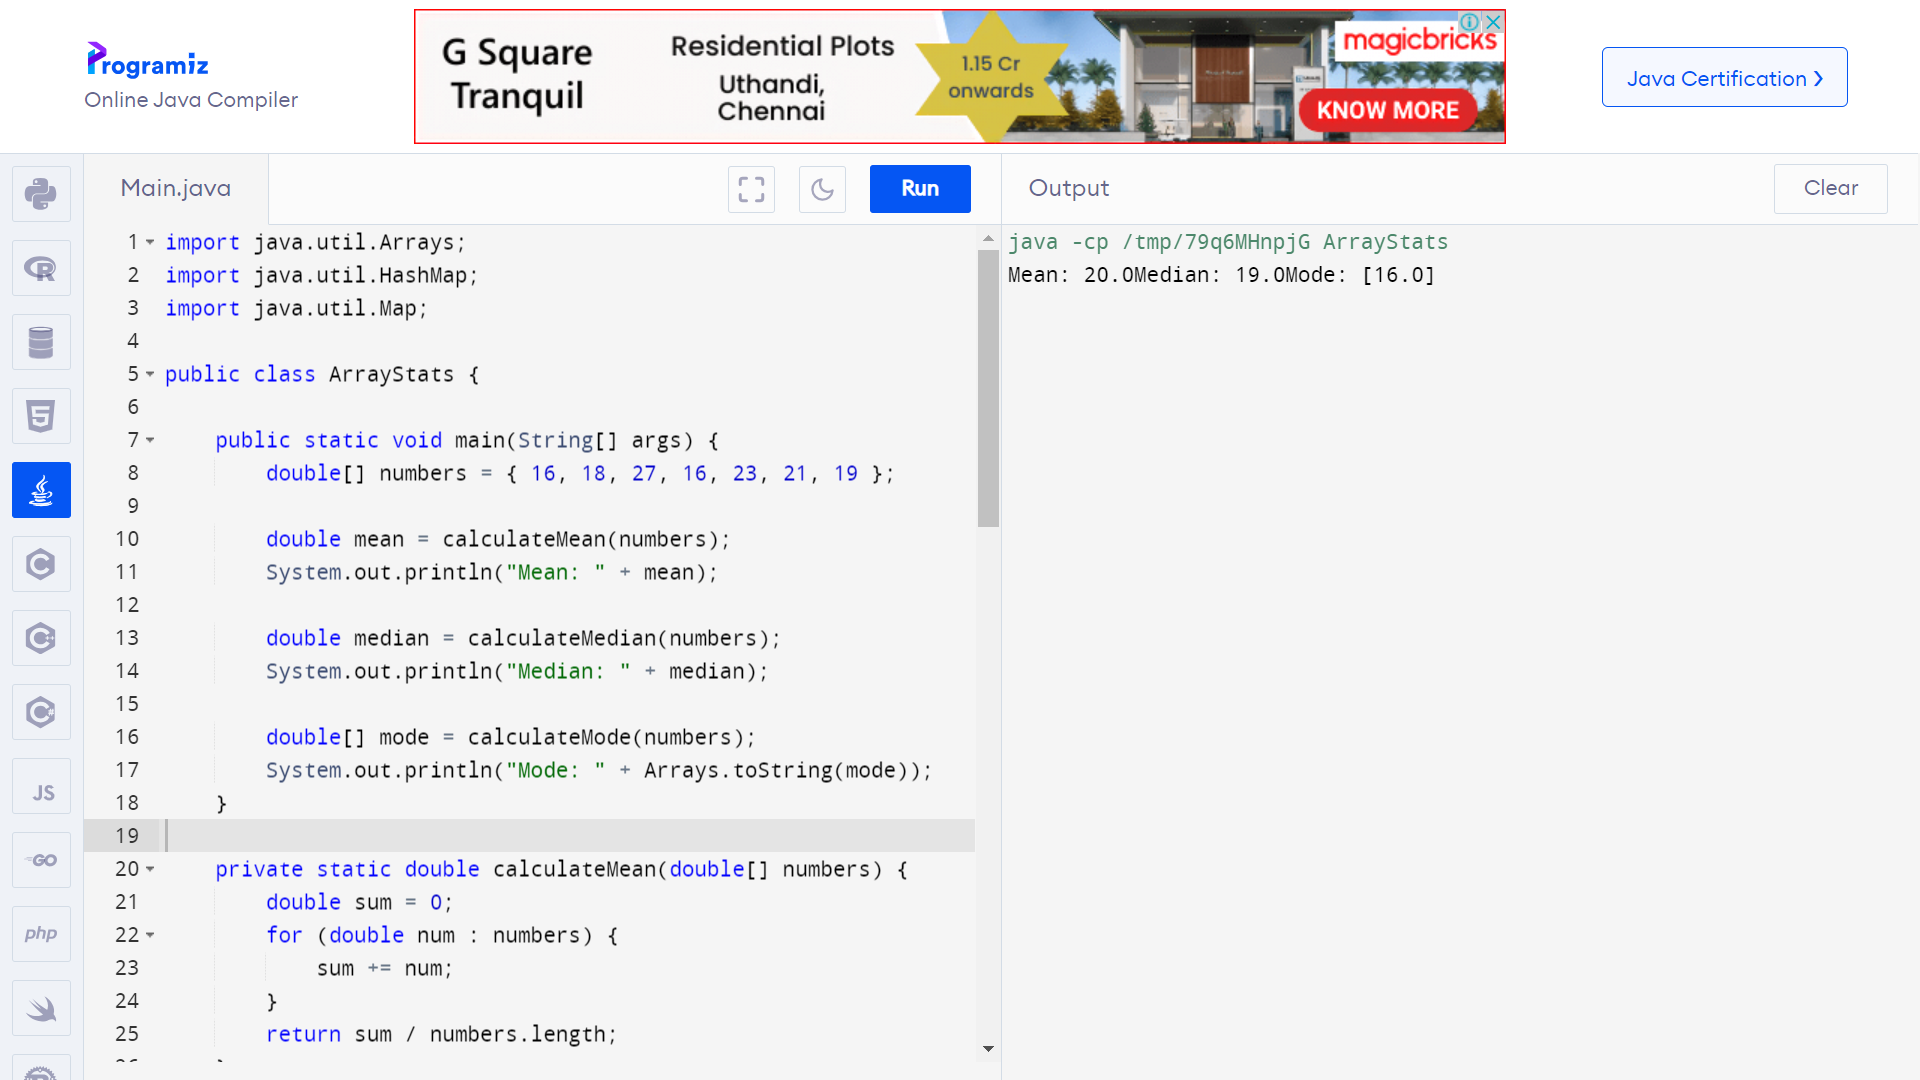 Programiz
Online Java Compiler
G Square
Tranquil
Residential Plots
Uthandi,
Chennai
1.15 Cr
onwards
magicbricks
KNOW MORE
Java Certification ❯
Main.java
Run
Output
Clear
1 import java.util.Arrays;
2 import java.util.HashMap;
3 import java.util.Map;
4
5 public class ArrayStats {
6
7     public static void main(String[] args) {
8         double[] numbers = { 16, 18, 27, 16, 23, 21, 19 };
9
10         double mean = calculateMean(numbers);
11         System.out.println("Mean: " + mean);
12
13         double median = calculateMedian(numbers);
14         System.out.println("Median: " + median);
15
16         double[] mode = calculateMode(numbers);
17         System.out.println("Mode: " + Arrays.toString(mode));
18     }
19
20     private static double calculateMean(double[] numbers) {
21         double sum = 0;
22         for (double num : numbers) {
23             sum += num;
24         }
25         return sum / numbers.length;
java -cp /tmp/79q6MHnpjG ArrayStats
Mean: 20.0Median: 19.0Mode: [16.0]
R
5
C
C++
C#
JS
GO
php